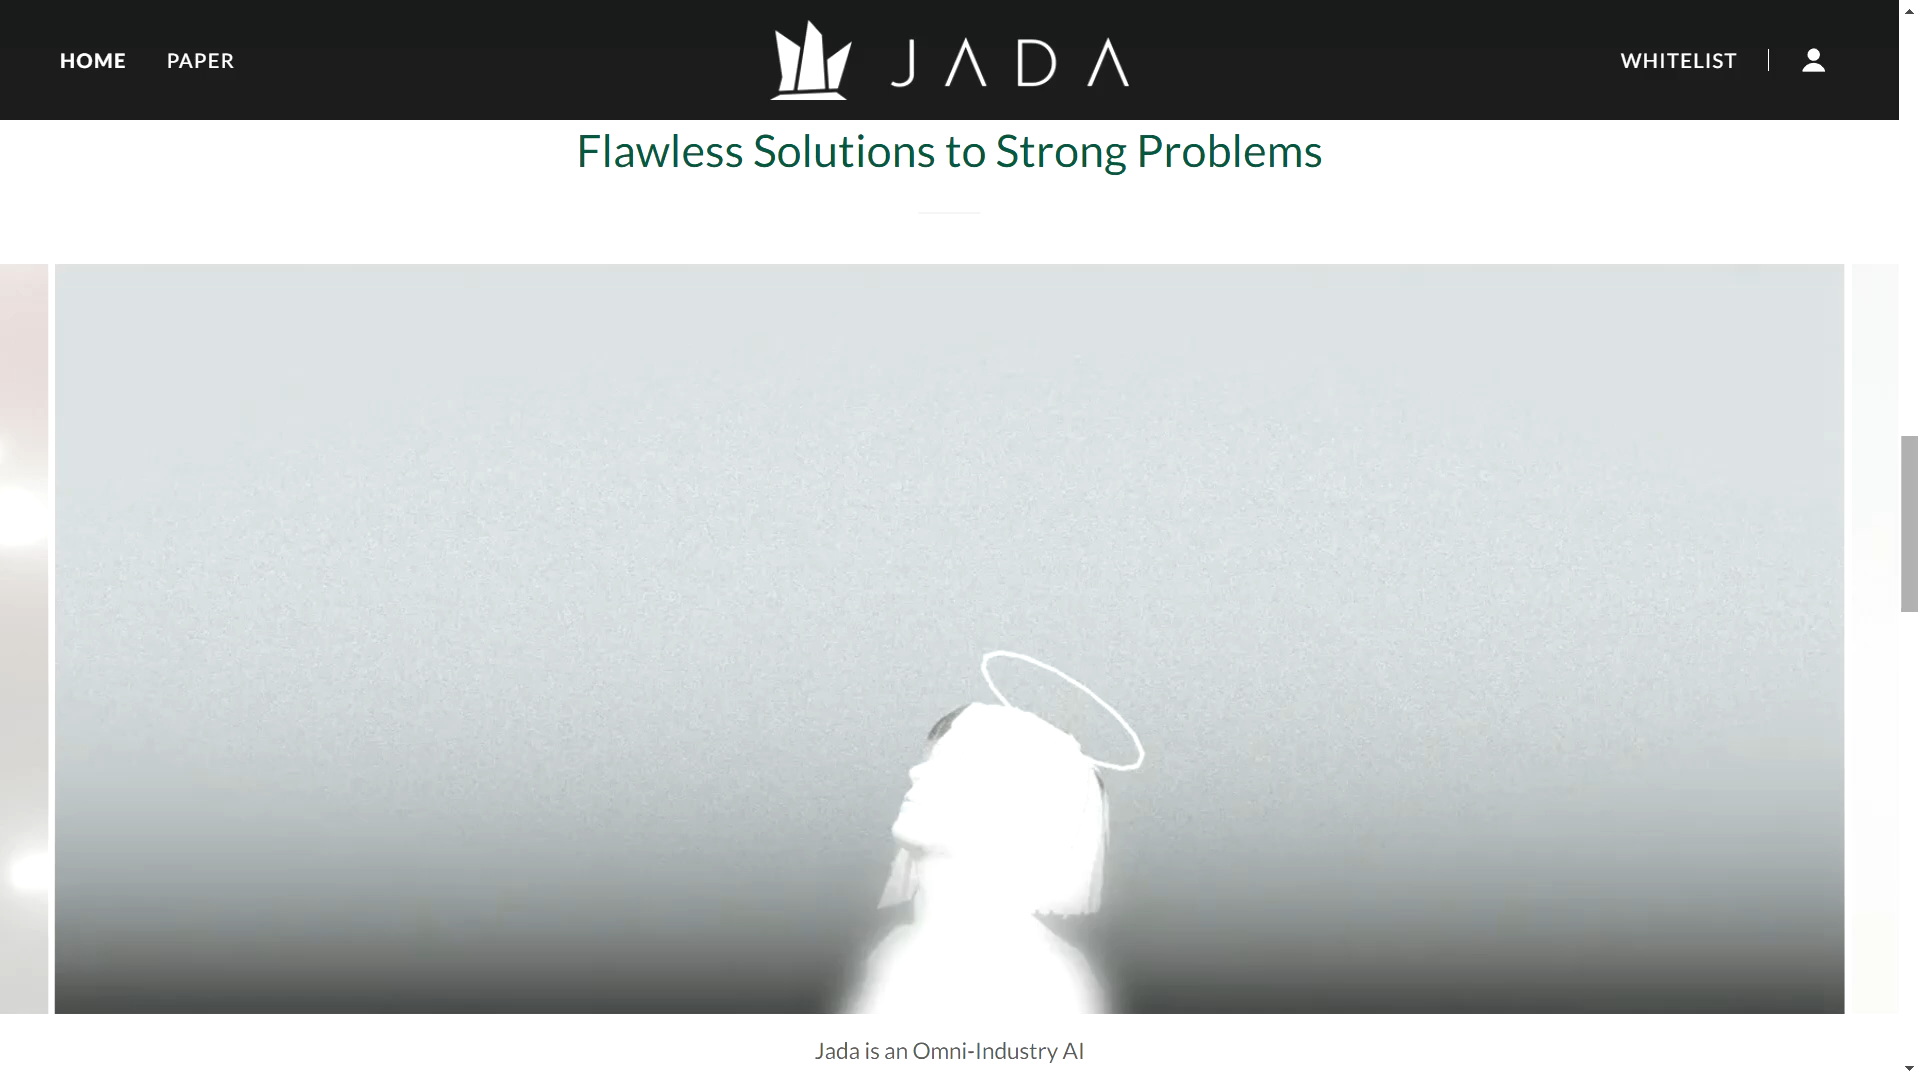 HOME
PAPER
JADA
WHITELIST
Flawless Solutions to Strong Problems
Jada is an Omni-Industry AI